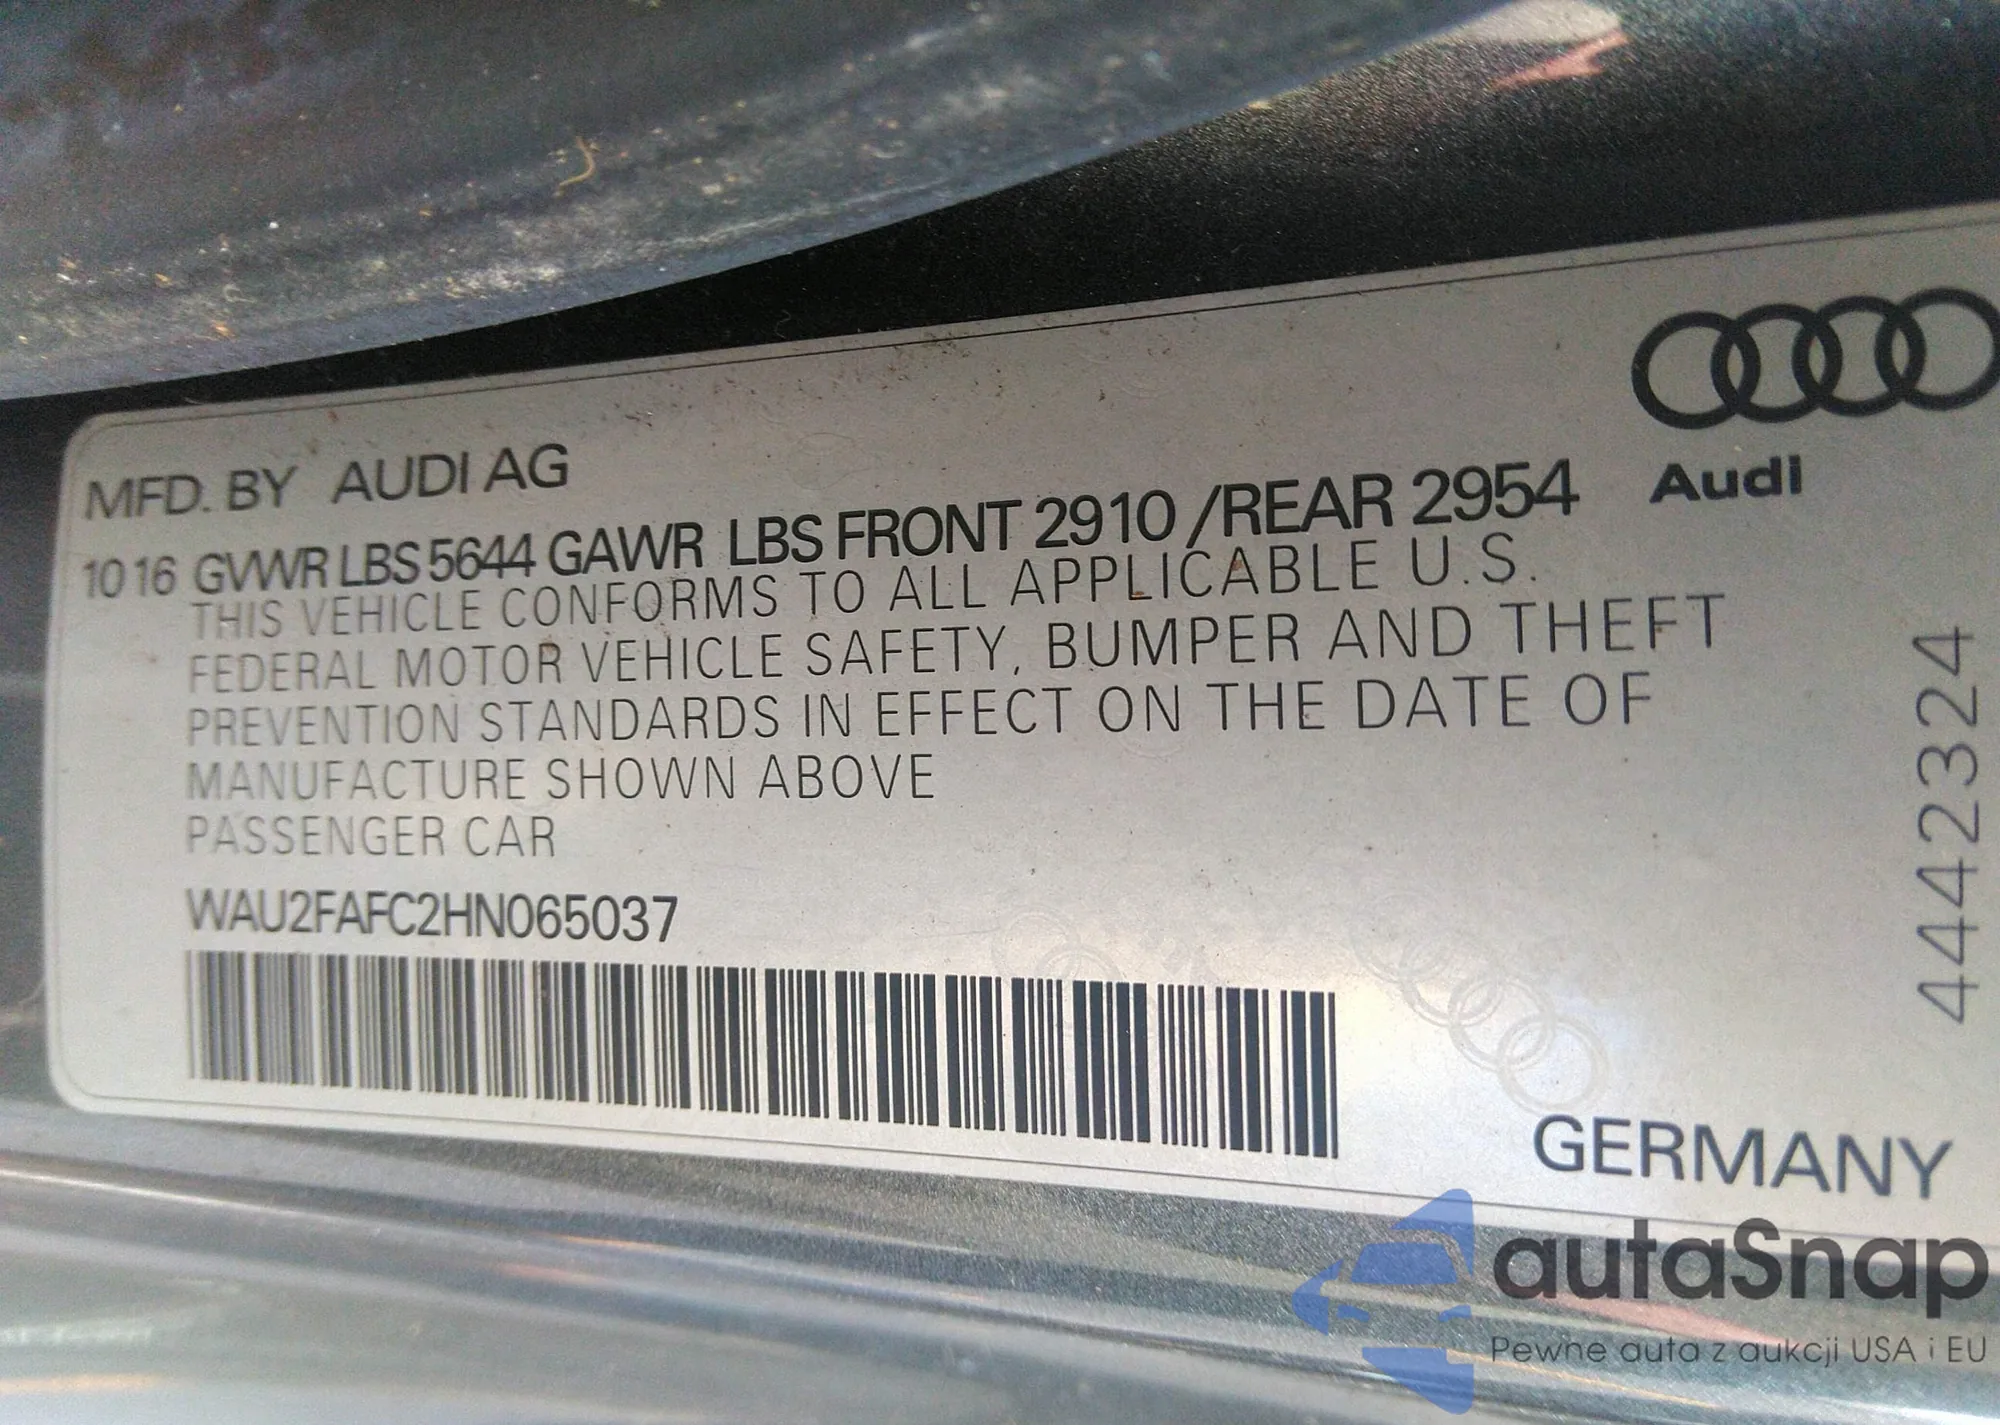 MFD. BY AUDI AG
Audi
10 16 GVWR LBS 5644 GAWR LBS FRONT 2910 /REAR 2954
THIS VEHICLE CONFORMS TO ALL APPLICABLE U.S.
FEDERAL MOTOR VEHICLE SAFETY, BUMPER AND THEFT
PREVENTION STANDARDS IN EFFECT ON THE DATE OF
MANUFACTURE SHOWN ABOVE
PASSENGER CAR
WAU2FAFC2HN065037
4442324
GERMANY
autaSnap
Pewne auta z aukcji USA i EU